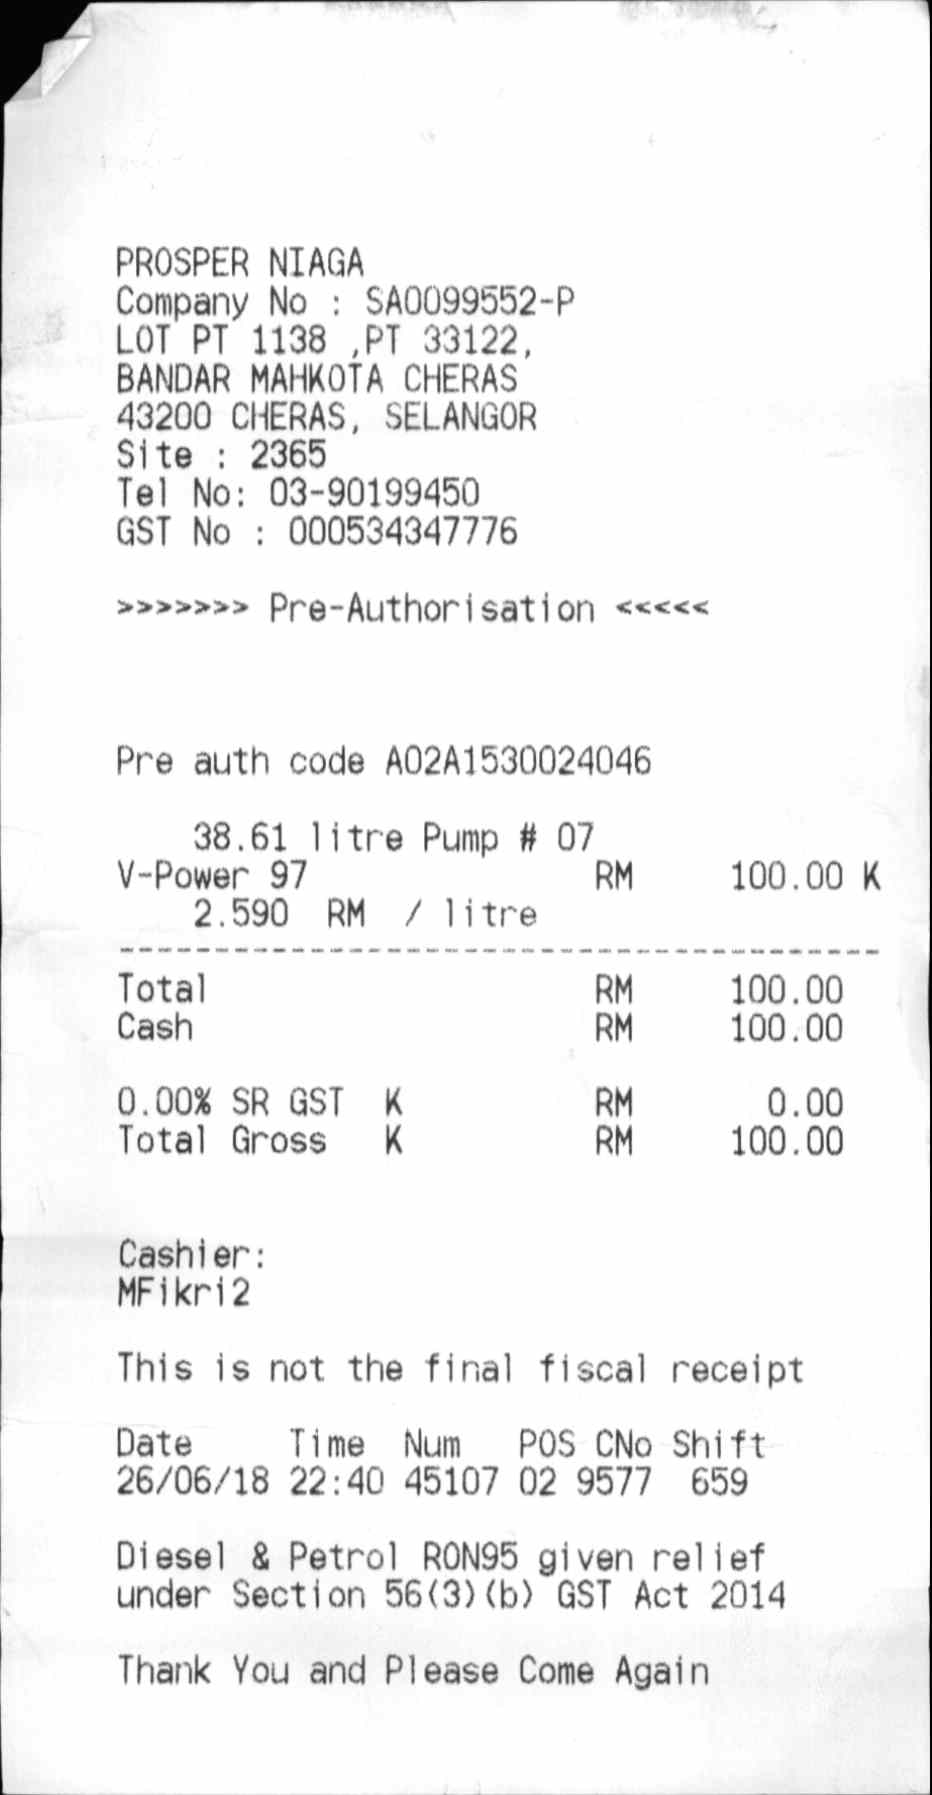 PROSPER NIAGA
Company No : SA0099552-P
LOT PT 1138 ,PT 33122,
BANDAR MAHKOTA CHERAS
43200 CHERAS, SELANGOR
Site : 2365
Tel No: 03-90199450
GST No : 000534347776
>>>>>>> Pre-Authorisation <<<<<
Pre auth code A02A1530024046
38.61 litre Pump # 07
V-Power 97 RM 100.00 K
2.590 RM / litre
----------------------------------------
Total RM 100.00
Cash RM 100.00
0.00% SR GST K RM 0.00
Total Gross K RM 100.00
Cashier:
MFikri2
This is not the final fiscal receipt
Date Time Num POS CNo Shift
26/06/18 22:40 45107 02 9577 659
Diesel & Petrol RON95 given relief
under Section 56(3)(b) GST Act 2014
Thank You and Please Come Again